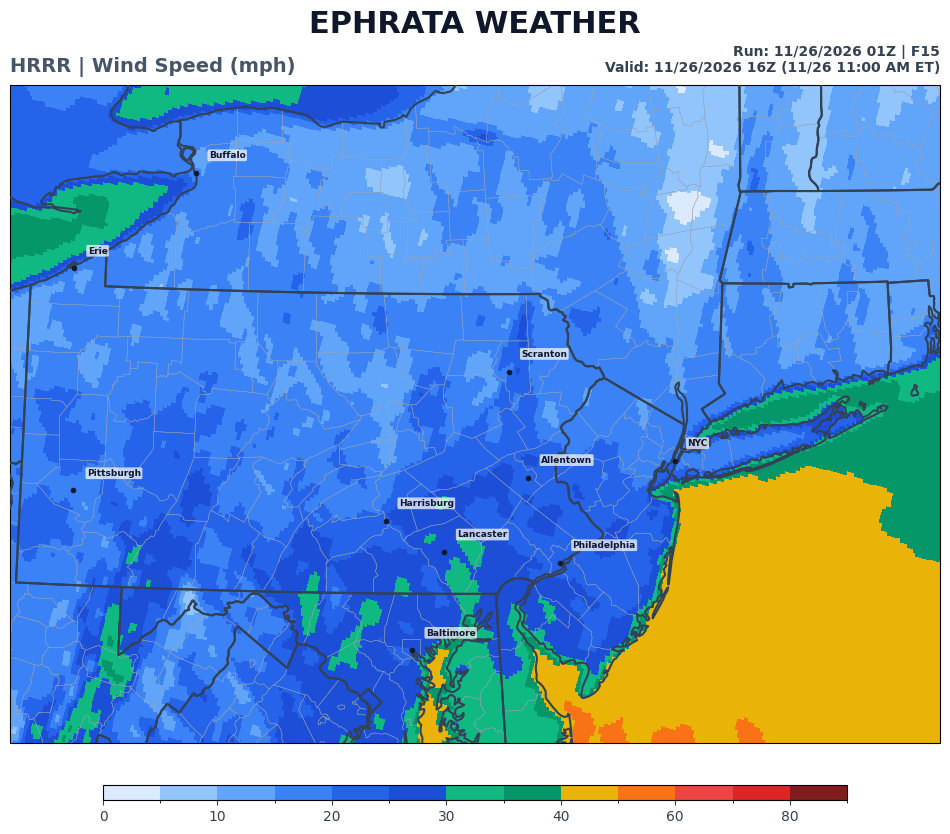 EPHRATA WEATHER
HRRR | Wind Speed (mph)
Run: 11/26/2026 01Z | F15
Valid: 11/26/2026 16Z (11/26 11:00 AM ET)
Buffalo
Erie
Scranton
NYC
Allentown
Pittsburgh
Harrisburg
Lancaster
Philadelphia
Baltimore
0 10 20 30 40 50 60 70 80